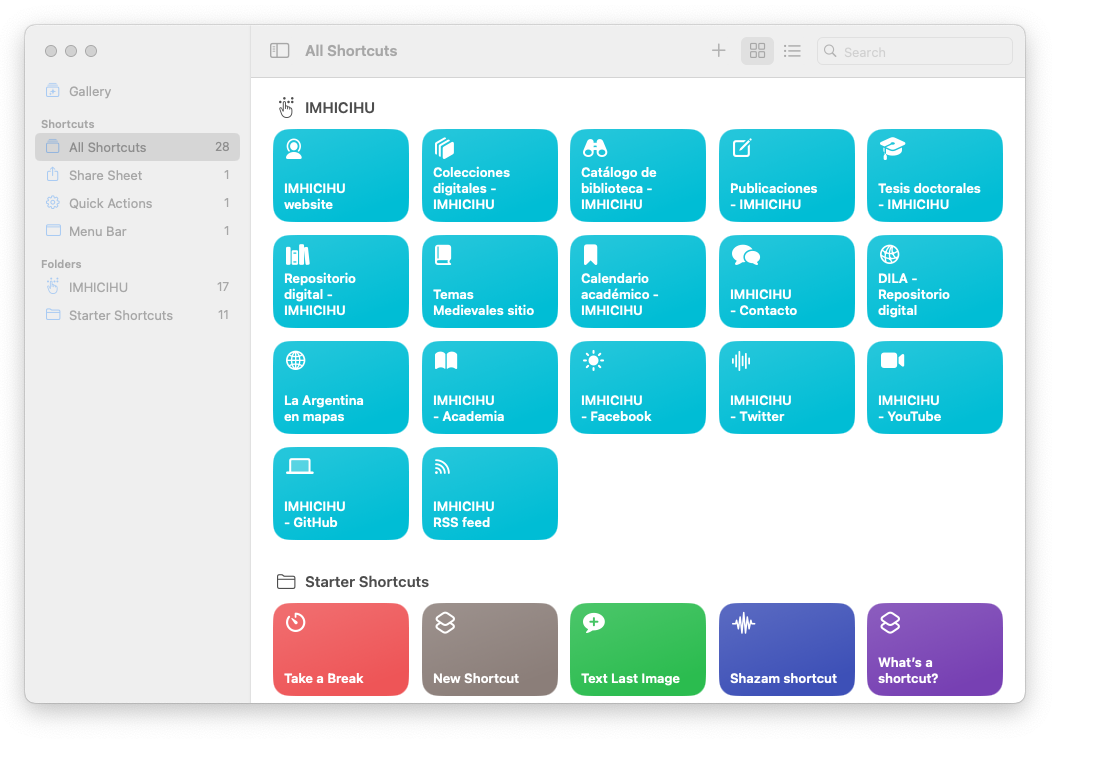 All Shortcuts
Search
Gallery
Shortcuts
All Shortcuts 28
Share Sheet 1
Quick Actions 1
Menu Bar 1
Folders
IMHICIHU 17
Starter Shortcuts 11
IMHICIHU
IMHICIHU
website
Colecciones
digitales -
IMHICIHU
Catálogo de
biblioteca -
IMHICIHU
Publicaciones
- IMHICIHU
Tesis doctorales
- IMHICIHU
Repositorio
digital -
IMHICIHU
Temas
Medievales sitio
Calendario
académico -
IMHICIHU
IMHICIHU
- Contacto
DILA -
Repositorio
digital
La Argentina
en mapas
IMHICIHU
- Academia
IMHICIHU
- Facebook
IMHICIHU
- Twitter
IMHICIHU
- YouTube
IMHICIHU
- GitHub
IMHICIHU
RSS feed
Starter Shortcuts
Take a Break
New Shortcut
Text Last Image
Shazam shortcut
What's a
shortcut?